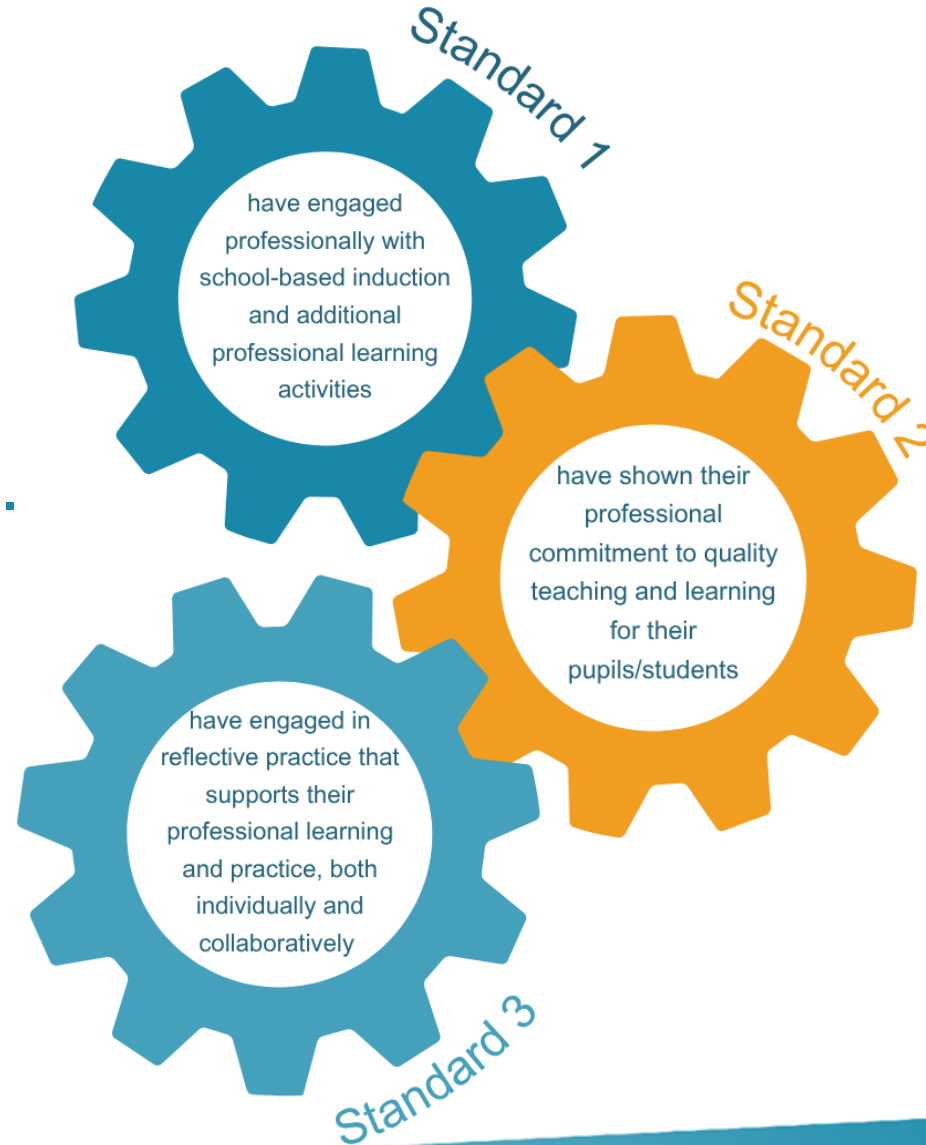 Standard 1
have engaged
professionally with
school-based induction
and additional
professional learning
activities
Standard 2
have shown their
professional
commitment to quality
teaching and learning
for their
pupils/students
have engaged in
reflective practice that
supports their
professional learning
and practice, both
individually and
collaboratively
Standard 3